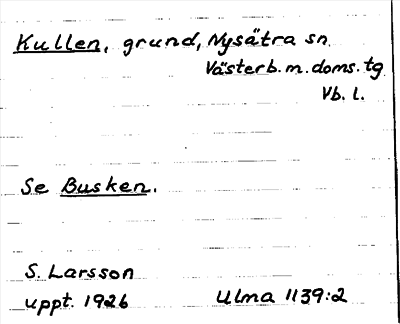 Kullen, grund, Nysätra sn
Västerb. m. doms. tg
Vb. l.
Se Busken.
S. Larsson
uppt. 1926 Ulma 1139:2